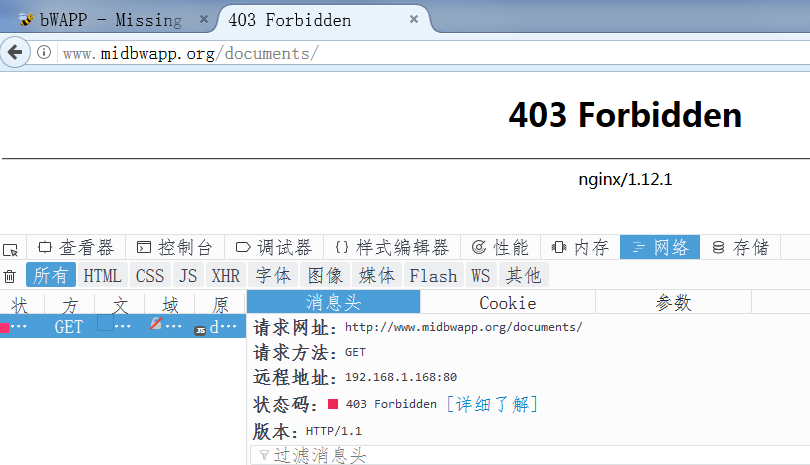 bWAPP - Missing × 403 Forbidden ×
www.midbwapp.org/documents/
403 Forbidden
nginx/1.12.1
查看器 控制台 调试器 {} 样式编辑器 性能 内存 网络 存储
所有 HTML CSS JS XHR 字体 图像 媒体 Flash WS 其他
状 方 文 域 原 消息头 Cookie 参数
… GET … … JS d…
请求网址: http://www.midbwapp.org/documents/
请求方法: GET
远程地址: 192.168.1.168:80
状态码: 403 Forbidden [详细了解]
版本: HTTP/1.1
过滤消息头